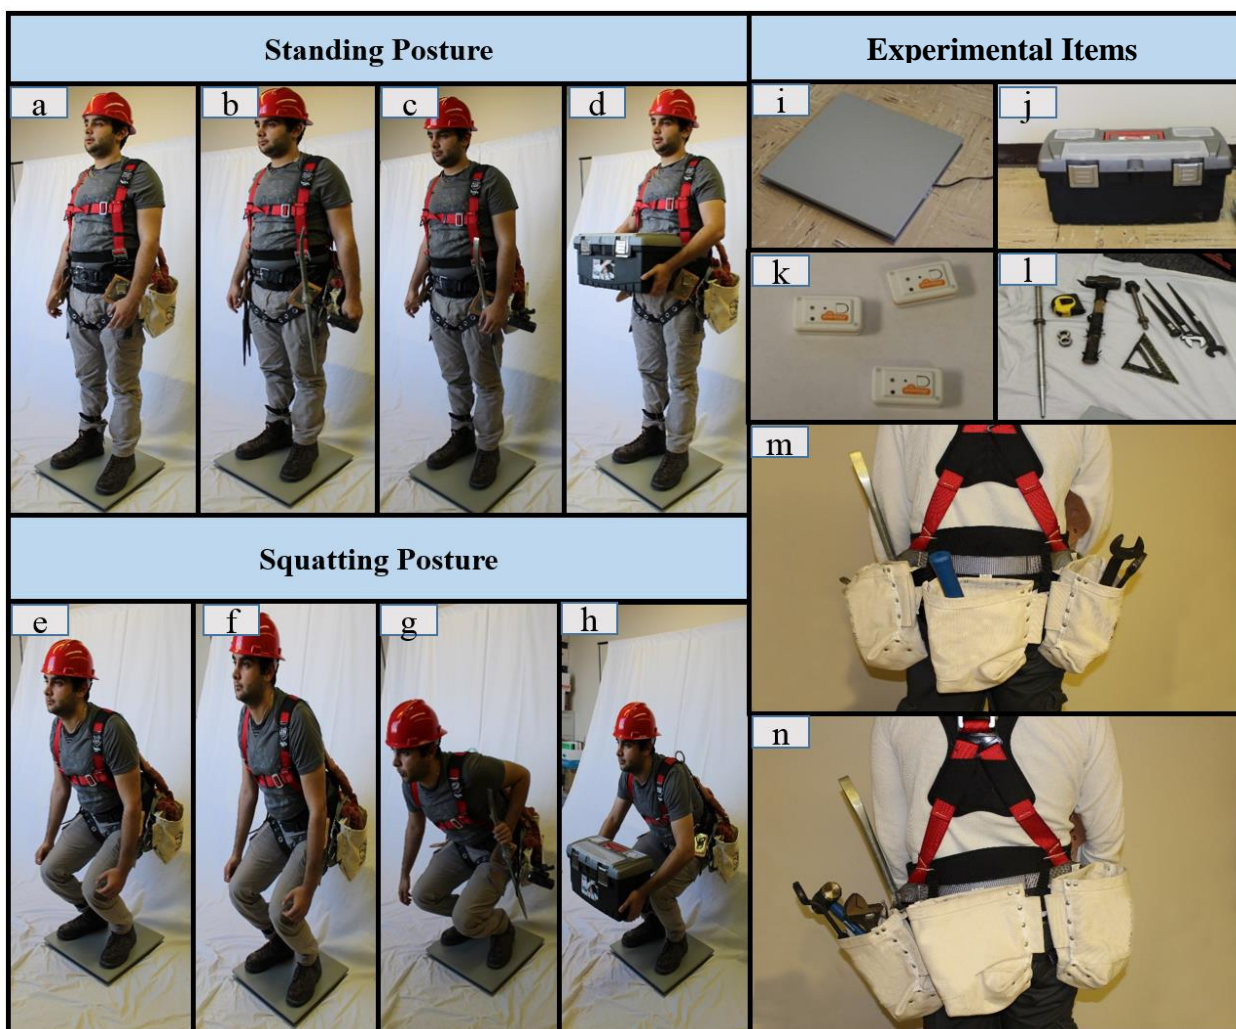 Standing Posture
Experimental Items
a
b
c
d
i
j
k
l
m
Squatting Posture
e
f
g
h
n